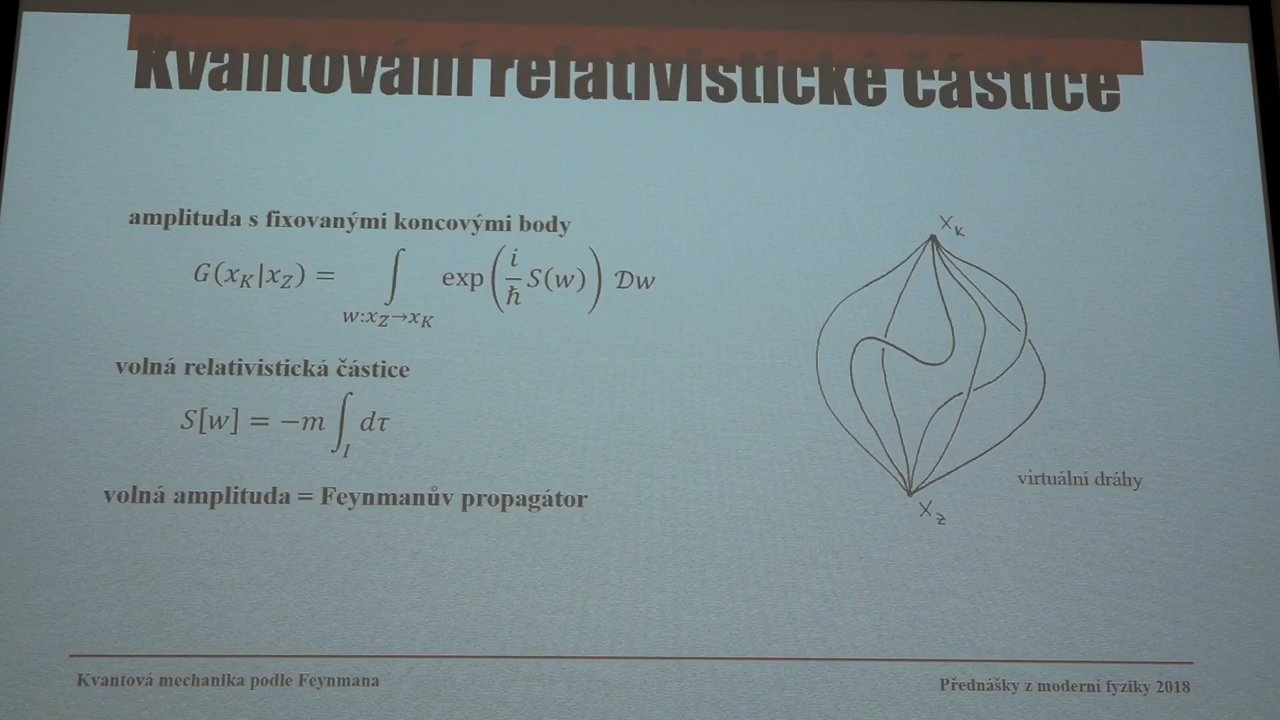 Kvantování relativistické částice
amplituda s fixovanými koncovými body
G(x_K|x_Z) = ∫ exp(i/ħ S(w)) 𝒟w
w:x_Z→x_K
volná relativistická částice
S[w] = −m ∫_I dτ
volná amplituda = Feynmanův propagátor
x_K
x_Z
virtuální dráhy
Kvantová mechanika podle Feynmana
Přednášky z moderní fyziky 2018